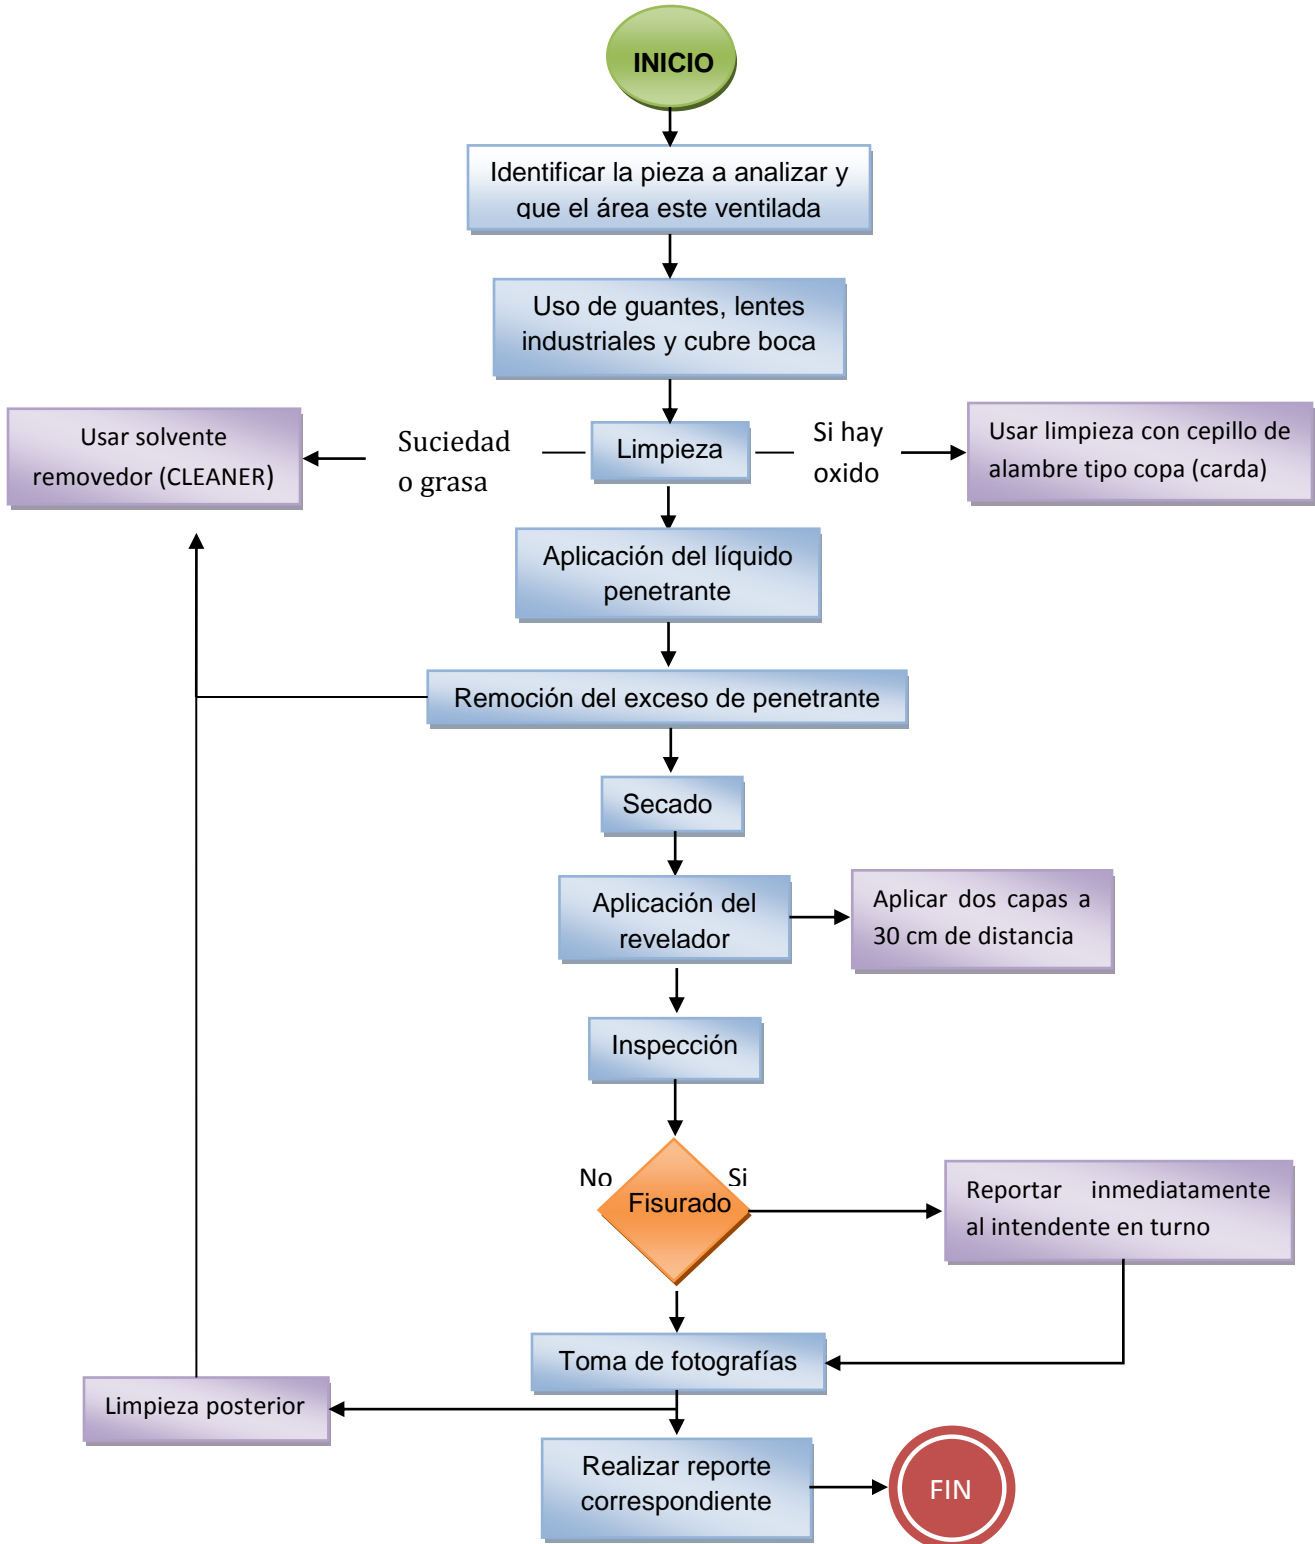 INICIO
Identificar la pieza a analizar y
que el área este ventilada
Uso de guantes, lentes
industriales y cubre boca
Usar solvente
removedor (CLEANER)
Suciedad
o grasa
Limpieza
Si hay
oxido
Usar limpieza con cepillo de
alambre tipo copa (carda)
Aplicación del líquido
penetrante
Remoción del exceso de penetrante
Secado
Aplicación del
revelador
Aplicar dos capas a
30 cm de distancia
Inspección
No
Si
Fisurado
Reportar inmediatamente
al intendente en turno
Toma de fotografías
Limpieza posterior
Realizar reporte
correspondiente
FIN